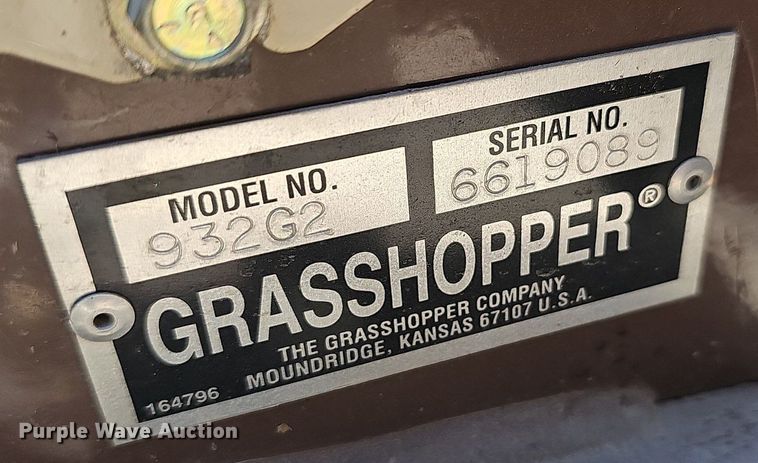 MODEL NO.
932G2
SERIAL NO.
6619089
GRASSHOPPER®
THE GRASSHOPPER COMPANY
MOUNDRIDGE, KANSAS 67107 U.S.A.
164796
Purple Wave Auction